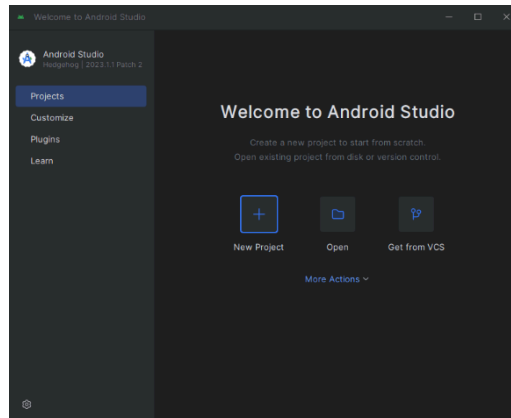 Welcome to Android Studio
Android Studio
Hedgehog | 2023.1.1 Patch 2
Projects
Customize
Plugins
Learn
Welcome to Android Studio
Create a new project to start from scratch.
Open existing project from disk or version control.
New Project
Open
Get from VCS
More Actions